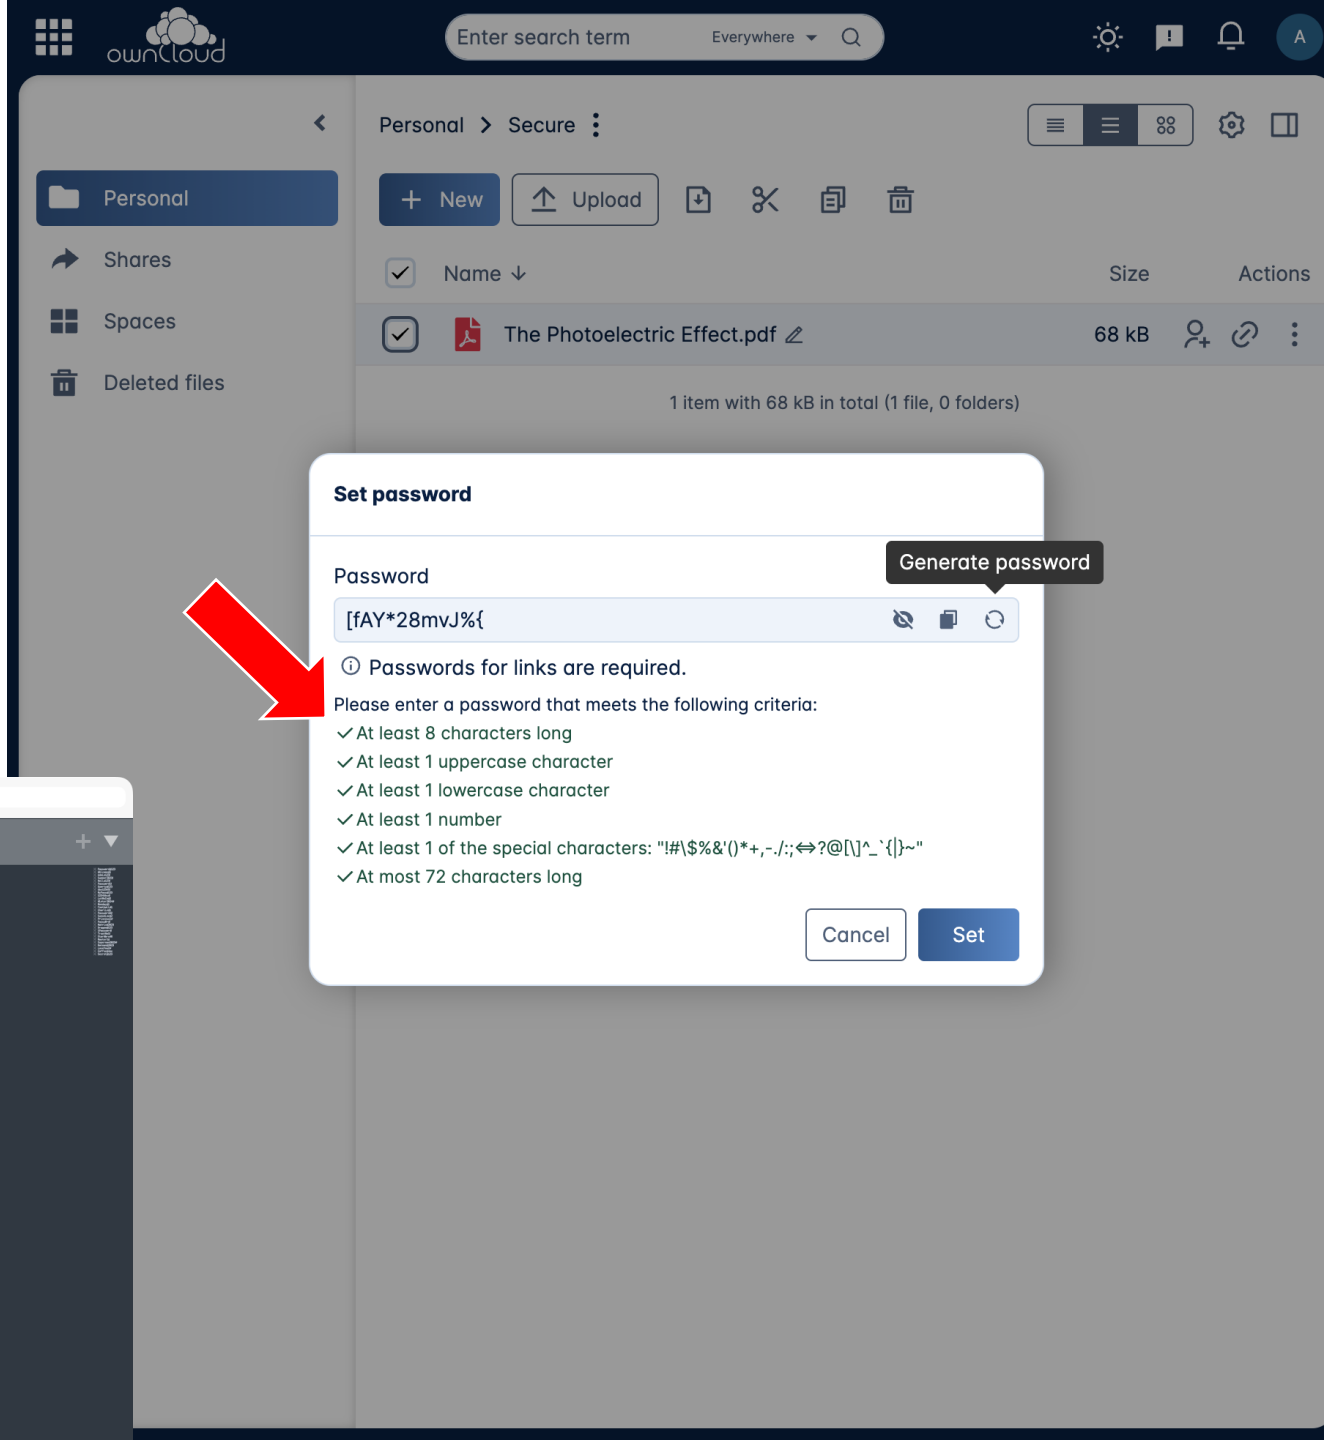 ownCloud
Enter search term
Everywhere
A
Personal
Shares
Spaces
Deleted files
Personal
Secure
New
Upload
Name
Size
Actions
The Photoelectric Effect.pdf
68 kB
1 item with 68 kB in total (1 file, 0 folders)
Set password
Generate password
Password
[fAY*28mvJ%{
Passwords for links are required.
Please enter a password that meets the following criteria:
At least 8 characters long
At least 1 uppercase character
At least 1 lowercase character
At least 1 number
At least 1 of the special characters: "!#\$%&'()*+,-./:;<=>?@[\]^_`{|}~"
At most 72 characters long
Cancel
Set